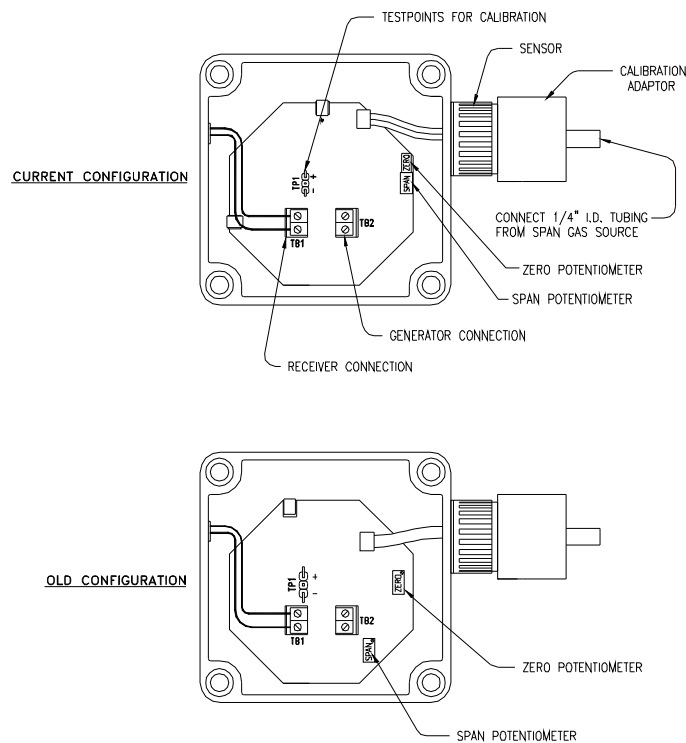 TESTPOINTS FOR CALIBRATION
SENSOR
CALIBRATION
ADAPTOR
CURRENT CONFIGURATION
TP1
+
-
ZERO
SPAN
TB1
TB2
CONNECT 1/4" I.D. TUBING
FROM SPAN GAS SOURCE
ZERO POTENTIOMETER
SPAN POTENTIOMETER
GENERATOR CONNECTION
RECEIVER CONNECTION
OLD CONFIGURATION
TP1
+
-
ZERO
TB1
TB2
SPAN
ZERO POTENTIOMETER
SPAN POTENTIOMETER